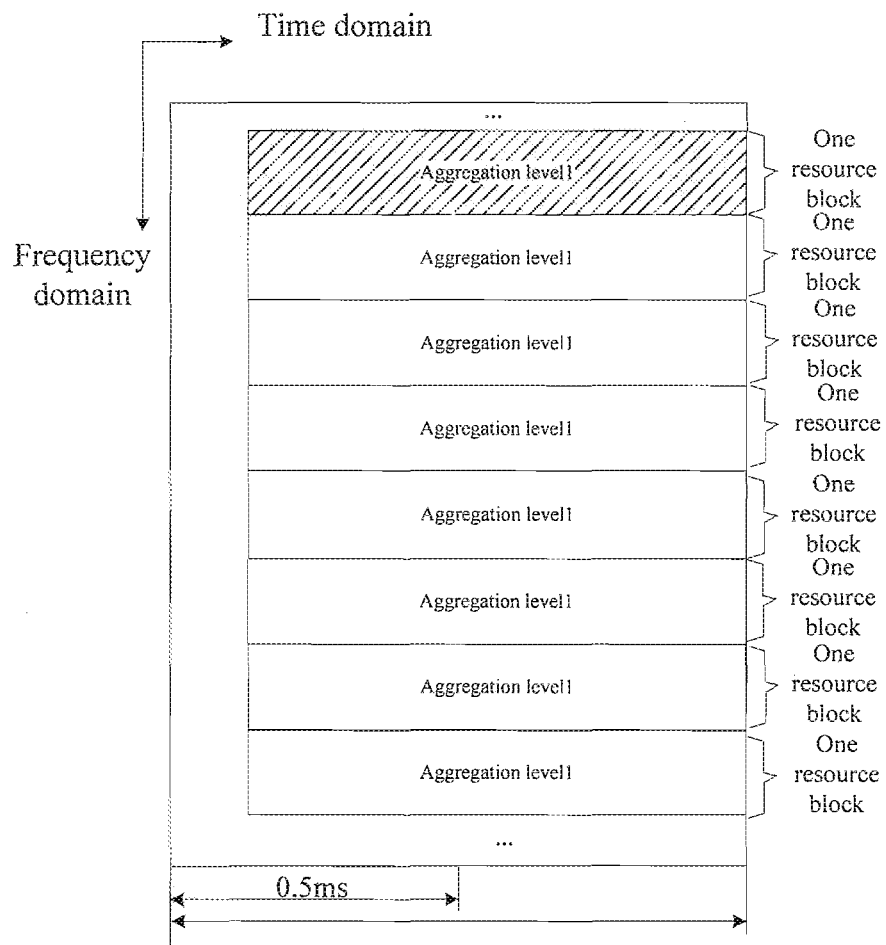 Time domain
Frequency
domain
...
Aggregation level1
One
resource
block
Aggregation level1
One
resource
block
Aggregation level1
One
resource
block
Aggregation level1
One
resource
block
Aggregation level1
One
resource
block
Aggregation level1
One
resource
block
Aggregation level1
One
resource
block
Aggregation level1
One
resource
block
...
0.5ms